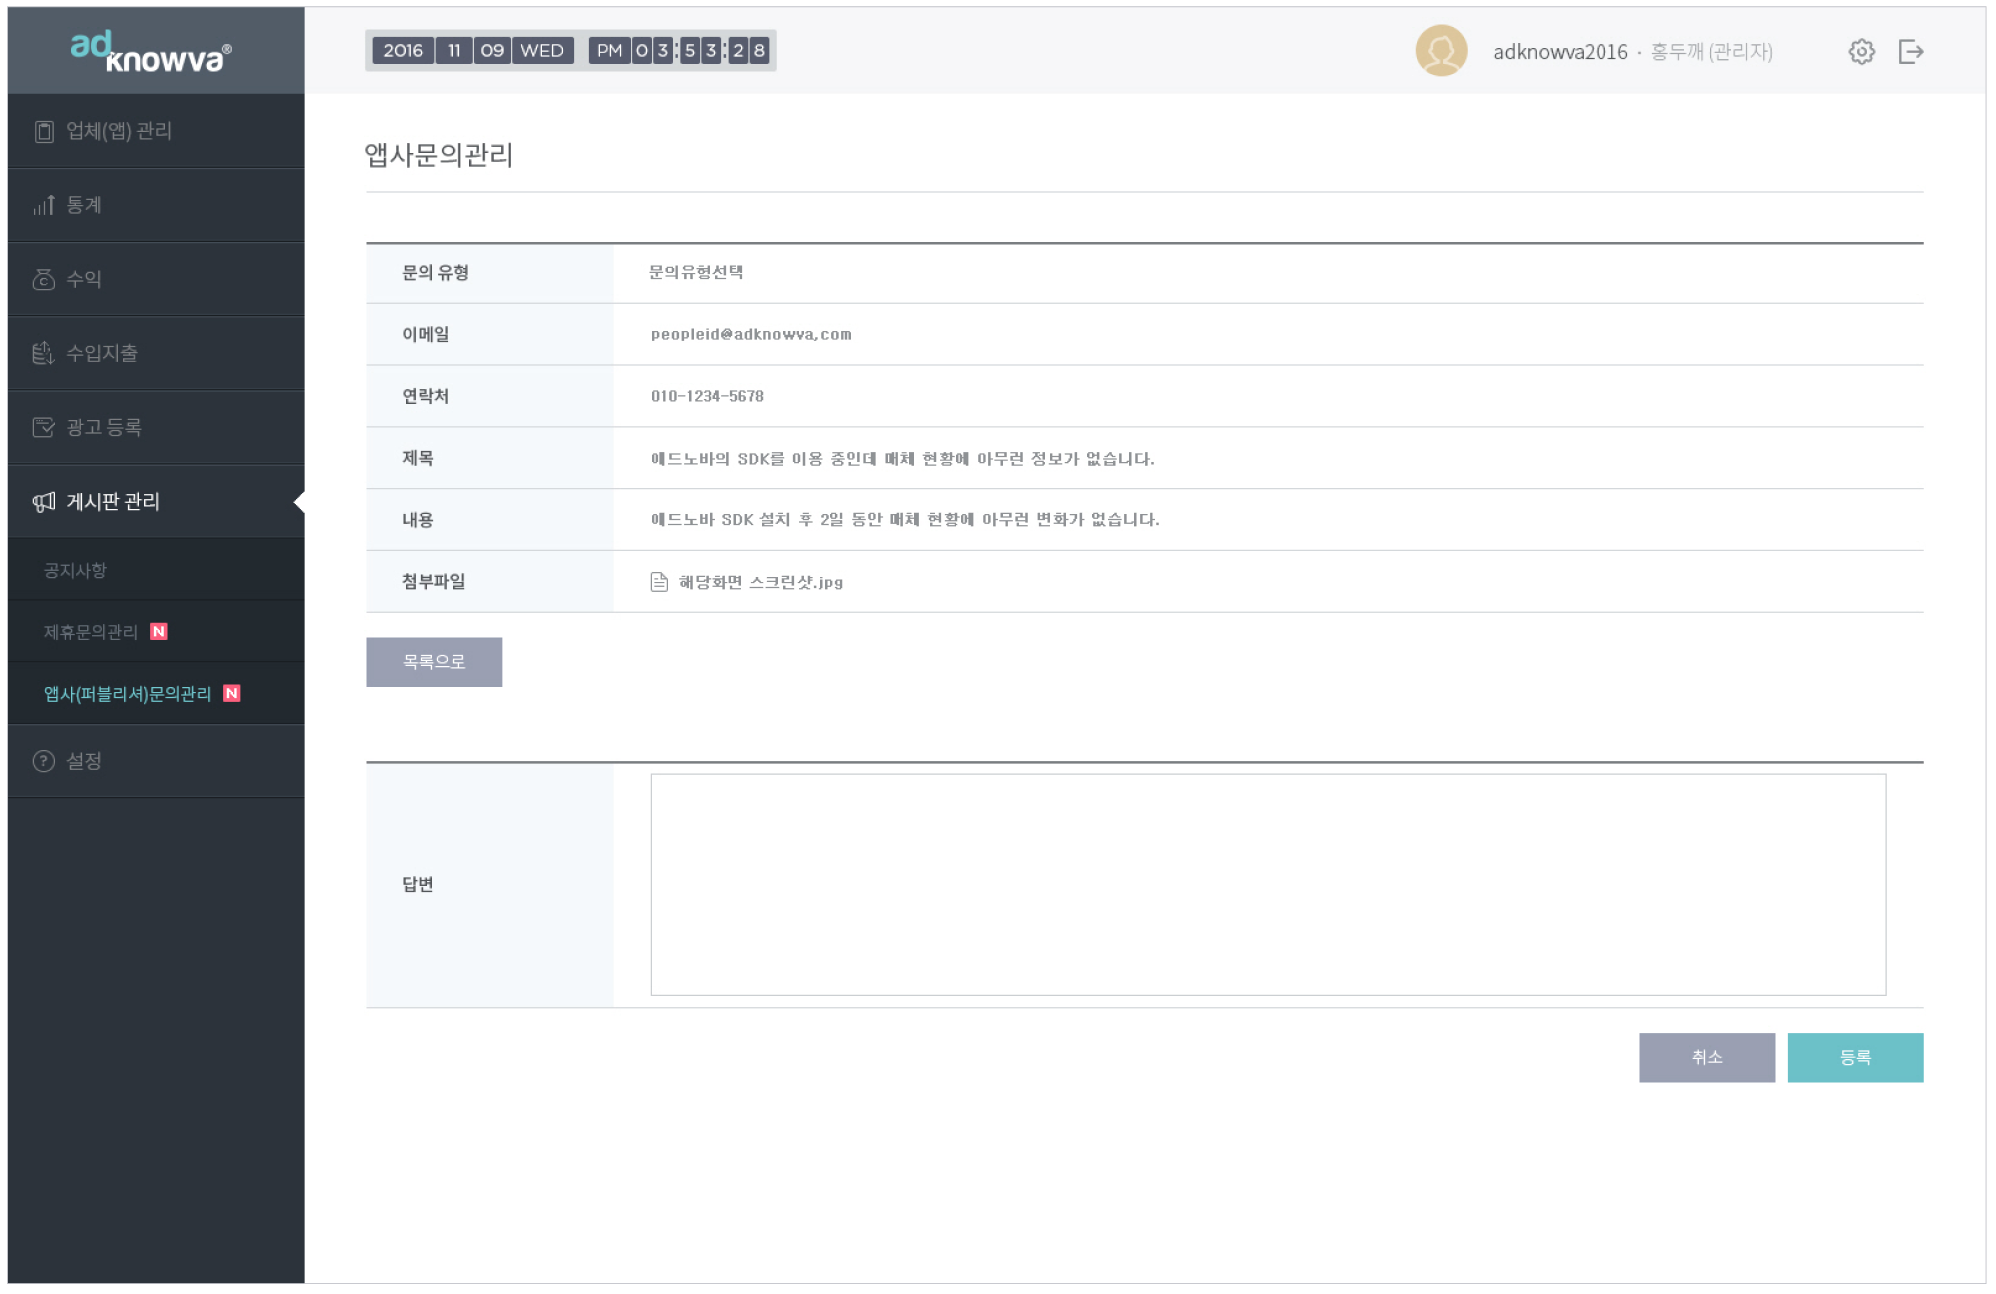 adknowva®
2016 11 09 WED PM 03:53:28
adknowva2016 · 홍두깨 (관리자)
업체(앱) 관리
통계
수익
수입지출
광고 등록
게시판 관리
공지사항
제휴문의관리 N
앱사(퍼블리셔)문의관리 N
설정
앱사문의관리
문의 유형 문의유형선택
이메일 peopleid@adknowva,com
연락처 010-1234-5678
제목 애드노바의 SDK를 이용 중인데 매체 현황에 아무런 정보가 없습니다.
내용 애드노바 SDK 설치 후 2일 동안 매체 현황에 아무런 변화가 없습니다.
첨부파일 해당화면 스크린샷.jpg
목록으로
답변
취소 등록